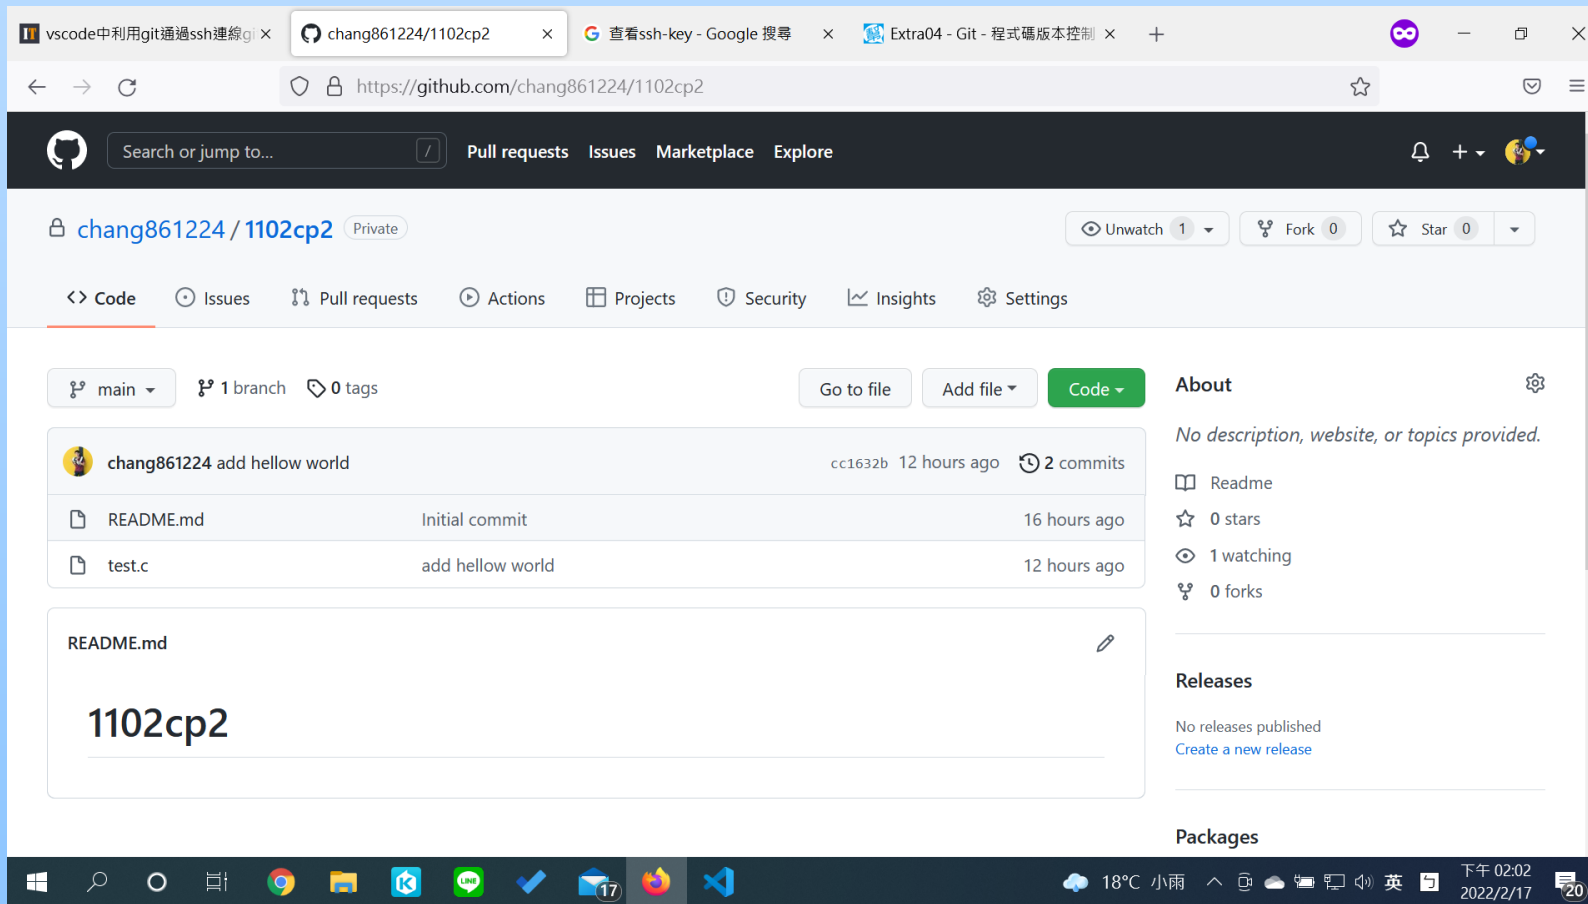 vscode中利用git通過ssh連線gi
chang861224/1102cp2
查看ssh-key - Google 搜尋
Extra04 - Git - 程式碼版本控制
https://github.com/chang861224/1102cp2
Search or jump to... /
Pull requests Issues Marketplace Explore
chang861224 / 1102cp2 Private
Unwatch 1 Fork 0 Star 0
Code Issues Pull requests Actions Projects Security Insights Settings
main 1 branch 0 tags Go to file Add file Code
chang861224 add hellow world cc1632b 12 hours ago 2 commits
README.md Initial commit 16 hours ago
test.c add hellow world 12 hours ago
README.md
1102cp2
About
No description, website, or topics provided.
Readme
0 stars
1 watching
0 forks
Releases
No releases published
Create a new release
Packages
LINE
17
18°C 小雨
英
下午 02:02
2022/2/17
20